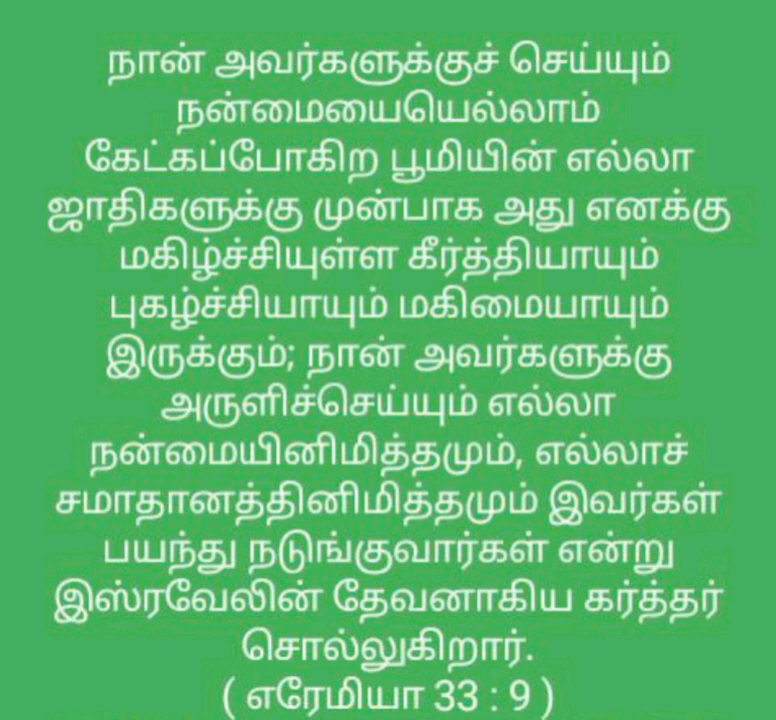 நான் அவர்களுக்குச் செய்யும்
நன்மையையெல்லாம்
கேட்கப்போகிற பூமியின் எல்லா
ஜாதிகளுக்கு முன்பாக அது எனக்கு
மகிழ்ச்சியுள்ள கீர்த்தியாயும்
புகழ்ச்சியாயும் மகிமையாயும்
இருக்கும்; நான் அவர்களுக்கு
அருளிச்செய்யும் எல்லா
நன்மையினிமித்தமும், எல்லாச்
சமாதானத்தினிமித்தமும் இவர்கள்
பயந்து நடுங்குவார்கள் என்று
இஸ்ரவேலின் தேவனாகிய கர்த்தர்
சொல்லுகிறார்.
( எரேமியா 33 : 9 )